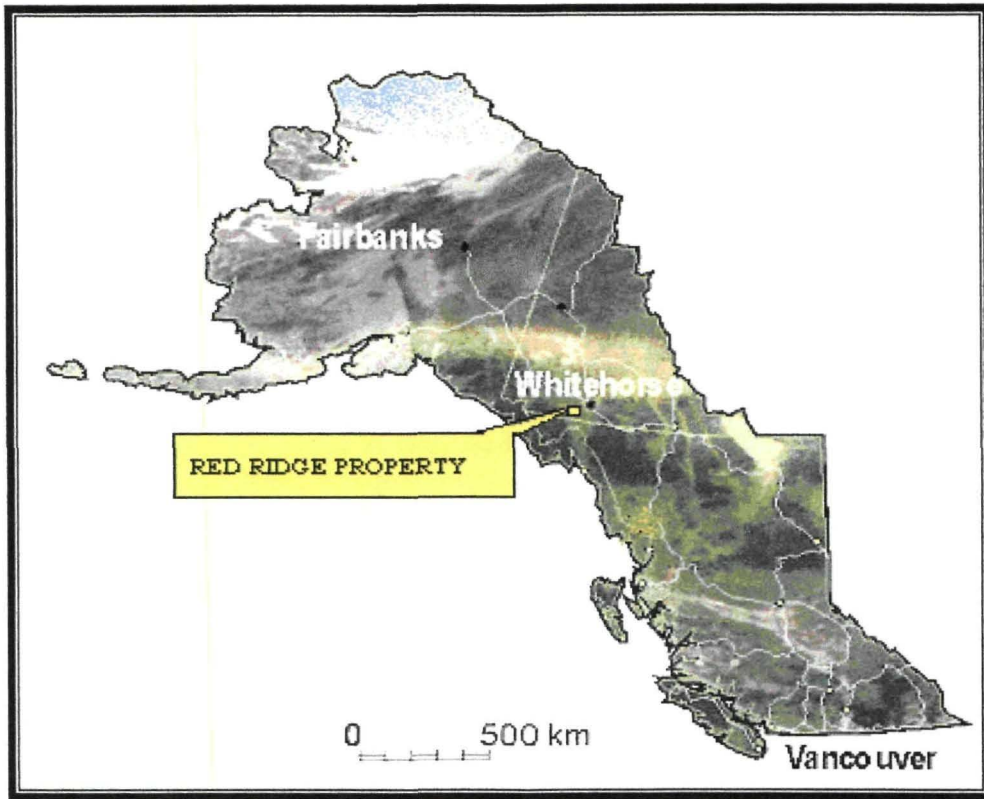 Fairbanks
Whitehorse
RED RIDGE PROPERTY
0 500 km
Vancouver